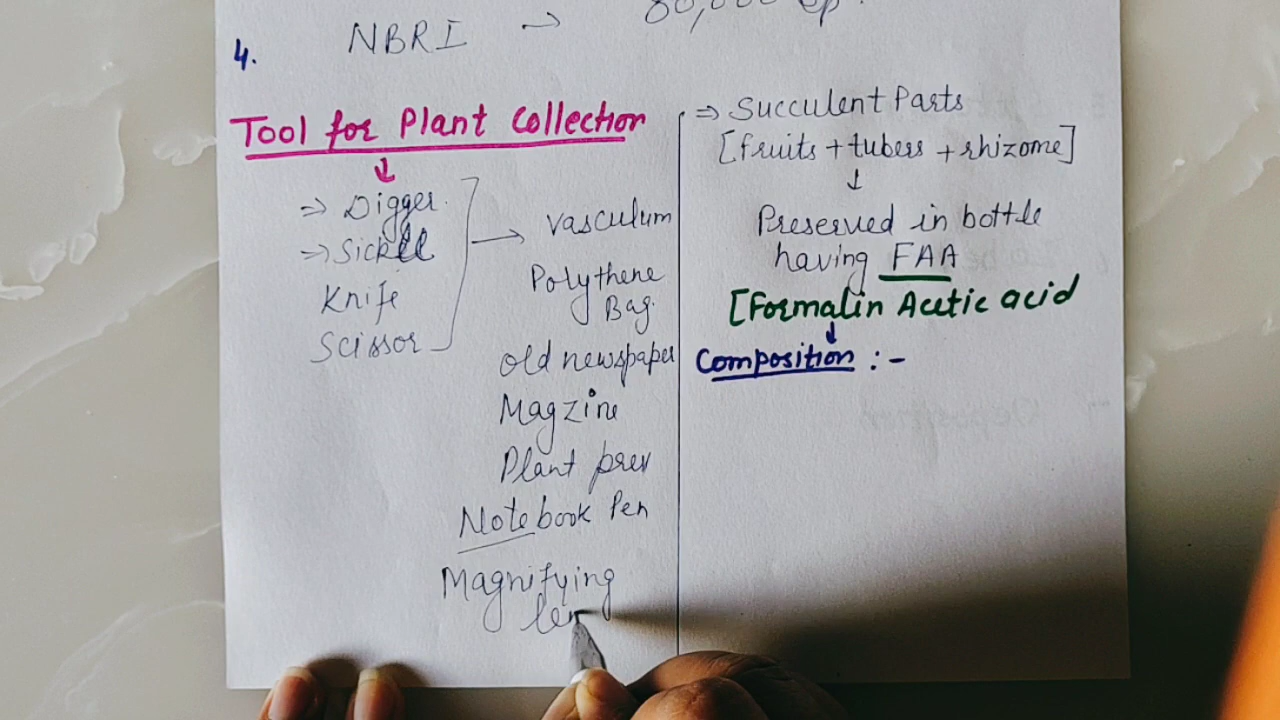 4. NBRI →
Tool for Plant Collection
↓
⇒ Digger
⇒ Sickle
Knife
Scissor
→ vasculum
Polythene
Bag
old newspaper
Magzine
Plant
Notebook Pen
Magnifying
len
⇒ Succulent Parts
[fruits + tubers + rhizome]
↓
Preserved in bottle
having FAA
[Formalin Acetic acid
↓
Composition :-